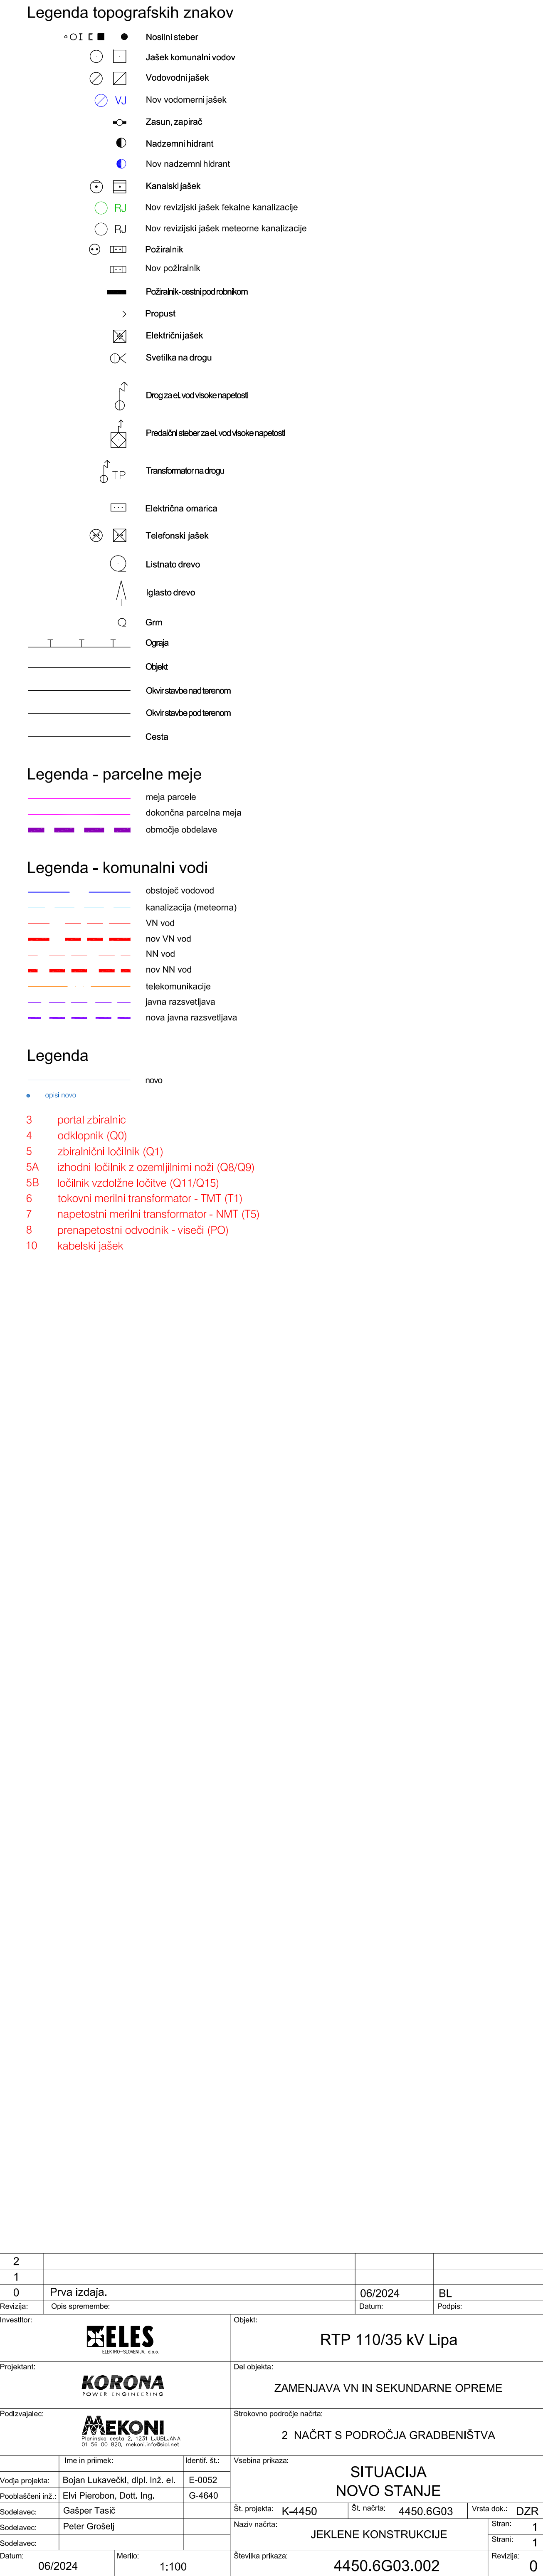 Legenda topografskih znakov
Nosilni steber
Jašek komunalni vodov
Vodovodni jašek
VJ Nov vodomerni jašek
Zasun, zapirač
Nadzemni hidrant
Nov nadzemni hidrant
Kanalski jašek
RJ Nov revizijski jašek fekalne kanalizacije
RJ Nov revizijski jašek meteorne kanalizacije
Požiralnik
Nov požiralnik
Požiralnik-cestni pod robnikom
Propust
Električni jašek
Svetilka na drogu
Drog za el. vod visoke napetosti
Predalčni steber za el. vod visoke napetosti
TP Transformator na drogu
Električna omarica
Telefonski jašek
Listnato drevo
Iglasto drevo
Grm
Ograja
Objekt
Okvir stavbe nad terenom
Okvir stavbe pod terenom
Cesta
Legenda - parcelne meje
meja parcele
dokončna parcelna meja
območje obdelave
Legenda - komunalni vodi
obstoječ vodovod
kanalizacija (meteorna)
VN vod
nov VN vod
NN vod
nov NN vod
telekomunikacije
javna razsvetljava
nova javna razsvetljava
Legenda
novo
opisi novo
3 portal zbiralnic
4 odklopnik (Q0)
5 zbiralnični ločilnik (Q1)
5A izhodni ločilnik z ozemljilnimi noži (Q8/Q9)
5B ločilnik vzdolžne ločitve (Q11/Q15)
6 tokovni merilni transformator - TMT (T1)
7 napetostni merilni transformator - NMT (T5)
8 prenapetostni odvodnik - viseči (PO)
10 kabelski jašek
2
1
0 Prva izdaja. 06/2024 BL
Revizija: Opis spremembe: Datum: Podpis:
Investitor:
ELES
ELEKTRO-SLOVENIJA, d.o.o.
Objekt:
RTP 110/35 kV Lipa
Projektant:
KORONA
POWER ENGINEERING
Del objekta:
ZAMENJAVA VN IN SEKUNDARNE OPREME
Podizvajalec:
MEKONI
Planinska cesta 2, 1231 LJUBLJANA
01 56 00 820, mekoni.info@siol.net
Strokovno področje načrta:
2 NAČRT S PODROČJA GRADBENIŠTVA
Ime in priimek: Identif. št.:
Vodja projekta: Bojan Lukavečki, dipl. inž. el. E-0052
Pooblaščeni inž.: Elvi Pierobon, Dott. Ing. G-4640
Sodelavec: Gašper Tasič
Sodelavec: Peter Grošelj
Sodelavec:
Vsebina prikaza:
SITUACIJA
NOVO STANJE
Št. projekta: K-4450 Št. načrta: 4450.6G03 Vrsta dok.: DZR
Naziv načrta:
JEKLENE KONSTRUKCIJE
Stran: 1
Strani: 1
Datum: 06/2024
Merilo: 1:100
Številka prikaza: 4450.6G03.002
Revizija: 0